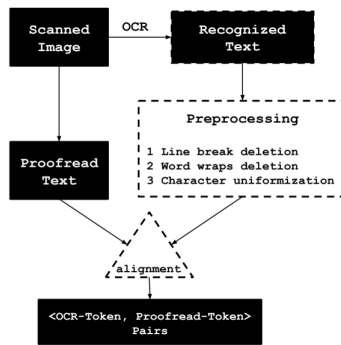 Scanned
Image
OCR
Recognized
Text
Preprocessing
1 Line break deletion
2 Word wraps deletion
3 Character uniformization
Proofread
Text
alignment
<OCR-Token, Proofread-Token>
Pairs